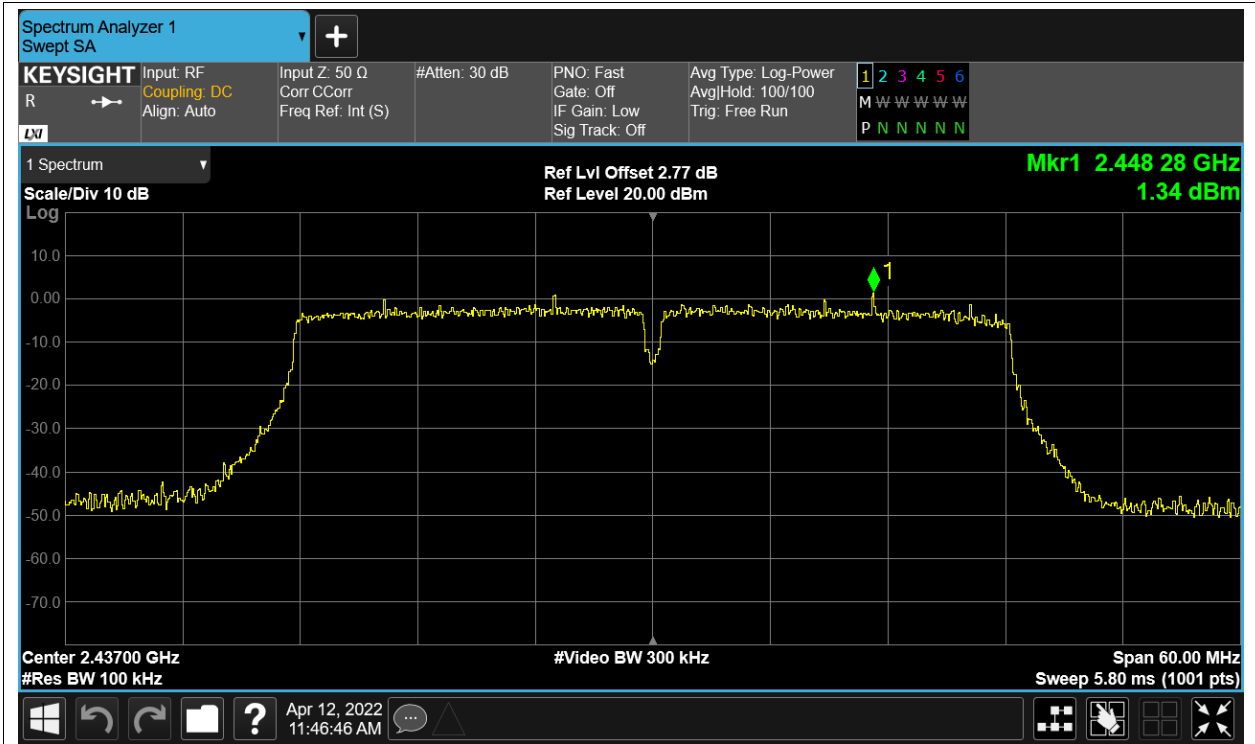 Spectrum Analyzer 1
Swept SA
KEYSIGHT
R
LXI
Input: RF
Coupling: DC
Align: Auto
Input Z: 50 Ω
Corr CCorr
Freq Ref: Int (S)
#Atten: 30 dB
PNO: Fast
Gate: Off
IF Gain: Low
Sig Track: Off
Avg Type: Log-Power
Avg|Hold: 100/100
Trig: Free Run
1 2 3 4 5 6
M W W W W W
P N N N N N
1 Spectrum
Scale/Div 10 dB
Log
Ref Lvl Offset 2.77 dB
Ref Level 20.00 dBm
Mkr1 2.448 28 GHz
1.34 dBm
10.0
0.00
-10.0
-20.0
-30.0
-40.0
-50.0
-60.0
-70.0
1
Center 2.43700 GHz
#Res BW 100 kHz
#Video BW 300 kHz
Span 60.00 MHz
Sweep 5.80 ms (1001 pts)
?
Apr 12, 2022
11:46:46 AM